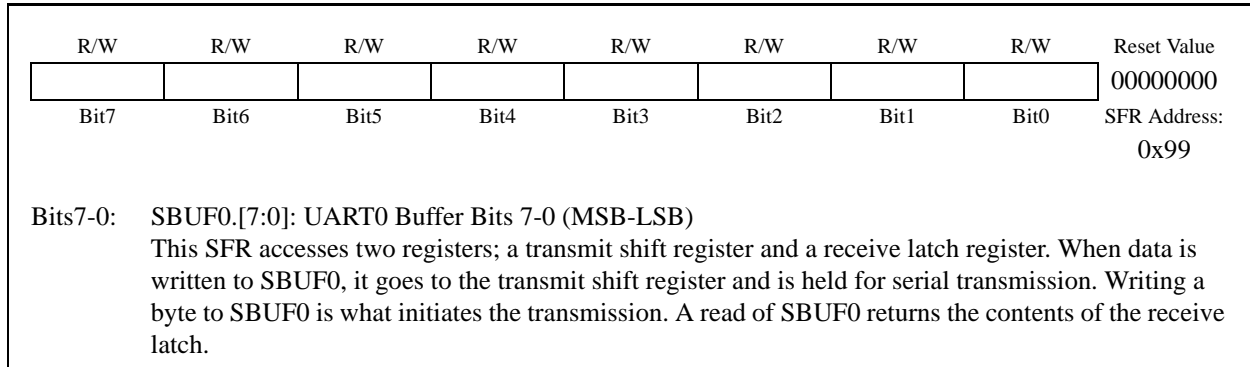 R/W R/W R/W R/W R/W R/W R/W R/W Reset Value
00000000
Bit7 Bit6 Bit5 Bit4 Bit3 Bit2 Bit1 Bit0 SFR Address:
0x99
Bits7-0: SBUF0.[7:0]: UART0 Buffer Bits 7-0 (MSB-LSB)
This SFR accesses two registers; a transmit shift register and a receive latch register. When data is
written to SBUF0, it goes to the transmit shift register and is held for serial transmission. Writing a
byte to SBUF0 is what initiates the transmission. A read of SBUF0 returns the contents of the receive
latch.